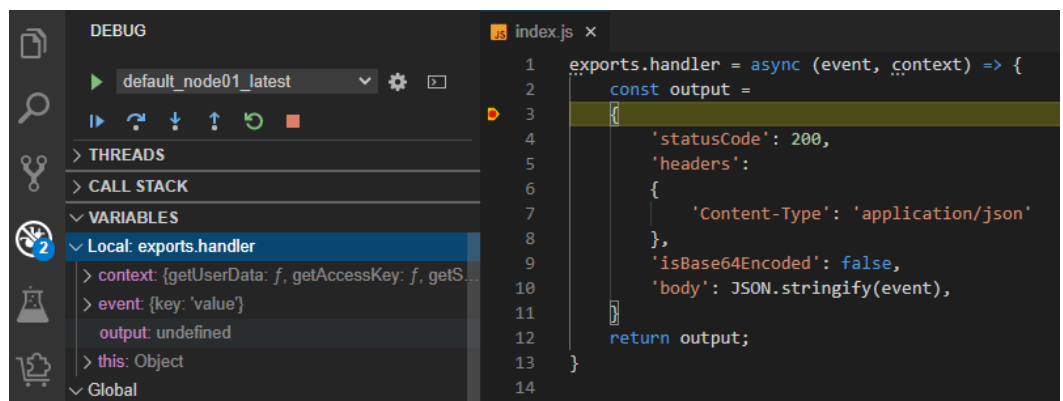 DEBUG
default_node01_latest
THREADS
CALL STACK
VARIABLES
Local: exports.handler
context: {getUserData: ƒ, getAccessKey: ƒ, getS...
event: {key: 'value'}
output: undefined
this: Object
Global
2
JS index.js ×
1 exports.handler = async (event, context) => {
2 const output =
3 {
4 'statusCode': 200,
5 'headers':
6 {
7 'Content-Type': 'application/json'
8 },
9 'isBase64Encoded': false,
10 'body': JSON.stringify(event),
11 }
12 return output;
13 }
14